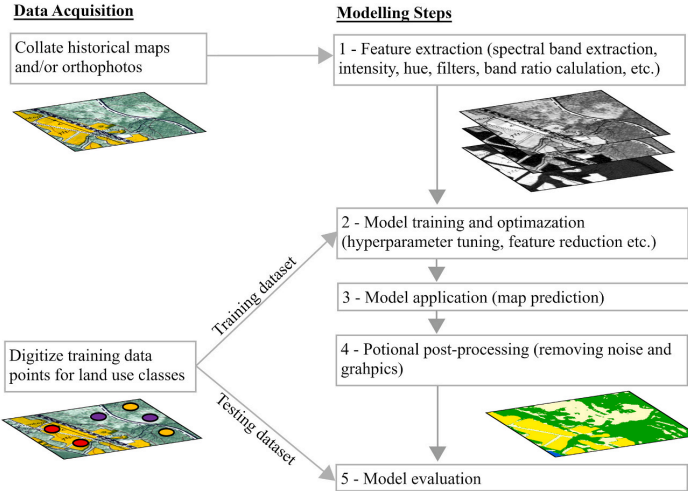 Data Acquisition
Collate historical maps
and/or orthophotos
Digitize training data
points for land use classes
Training dataset
Testing dataset
Modelling Steps
1 - Feature extraction (spectral band extraction,
intensity, hue, filters, band ratio calulation, etc.)
2 - Model training and optimazation
(hyperparameter tuning, feature reduction etc.)
3 - Model application (map prediction)
4 - Potional post-processing (removing noise and
grahpics)
5 - Model evaluation